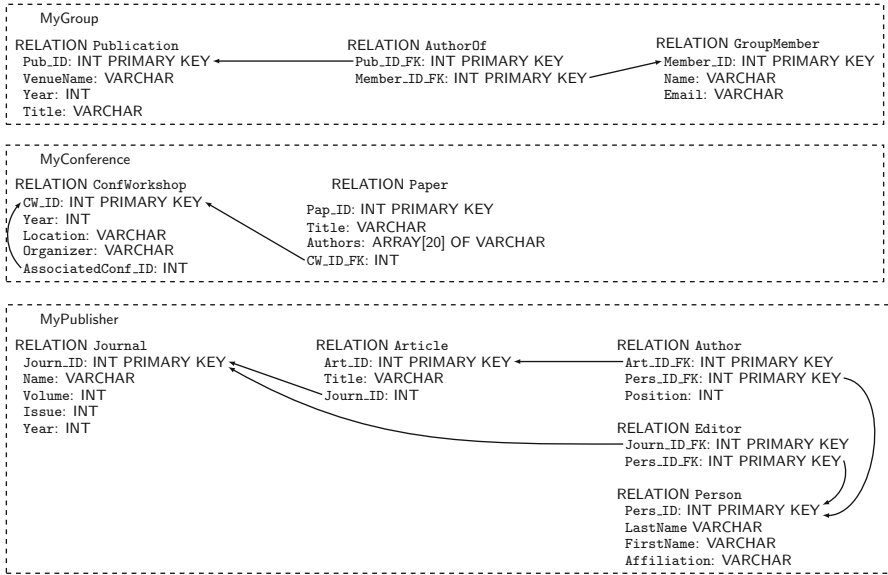 MyGroup
RELATION Publication
Pub_ID: INT PRIMARY KEY
VenueName: VARCHAR
Year: INT
Title: VARCHAR
RELATION AuthorOf
Pub_ID_FK: INT PRIMARY KEY
Member_ID_FK: INT PRIMARY KEY
RELATION GroupMember
Member_ID: INT PRIMARY KEY
Name: VARCHAR
Email: VARCHAR
MyConference
RELATION ConfWorkshop
CW_ID: INT PRIMARY KEY
Year: INT
Location: VARCHAR
Organizer: VARCHAR
AssociatedConf_ID: INT
RELATION Paper
Pap_ID: INT PRIMARY KEY
Title: VARCHAR
Authors: ARRAY[20] OF VARCHAR
CW_ID_FK: INT
MyPublisher
RELATION Journal
Journ_ID: INT PRIMARY KEY
Name: VARCHAR
Volume: INT
Issue: INT
Year: INT
RELATION Article
Art_ID: INT PRIMARY KEY
Title: VARCHAR
Journ_ID: INT
RELATION Author
Art_ID_FK: INT PRIMARY KEY
Pers_ID_FK: INT PRIMARY KEY
Position: INT
RELATION Editor
Journ_ID_FK: INT PRIMARY KEY
Pers_ID_FK: INT PRIMARY KEY
RELATION Person
Pers_ID: INT PRIMARY KEY
LastName VARCHAR
FirstName: VARCHAR
Affiliation: VARCHAR